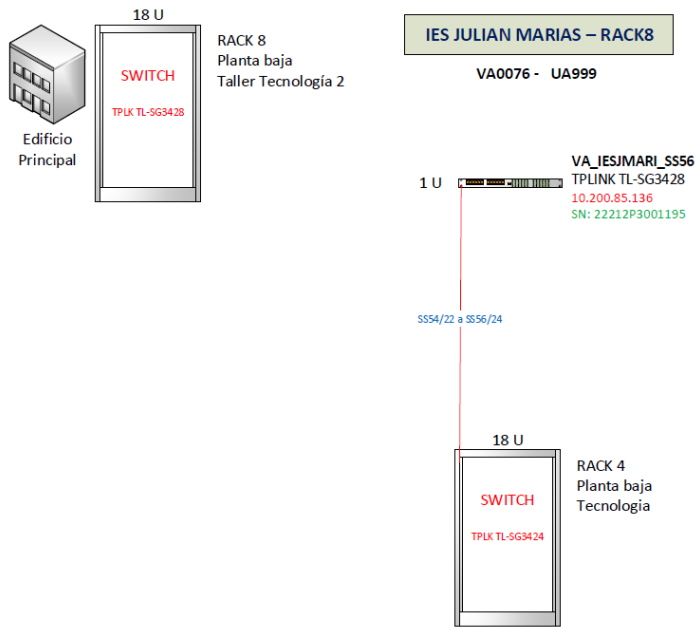 18 U
SWITCH
TPLK TL-SG3428
RACK 8
Planta baja
Taller Tecnología 2
Edificio
Principal
IES JULIAN MARIAS – RACK8
VA0076 - UA999
1 U
VA_IESJMARI_SS56
TPLINK TL-SG3428
10.200.85.136
SN: 22212P3001195
SS54/22 a SS56/24
18 U
SWITCH
TPLK TL-SG3424
RACK 4
Planta baja
Tecnologia